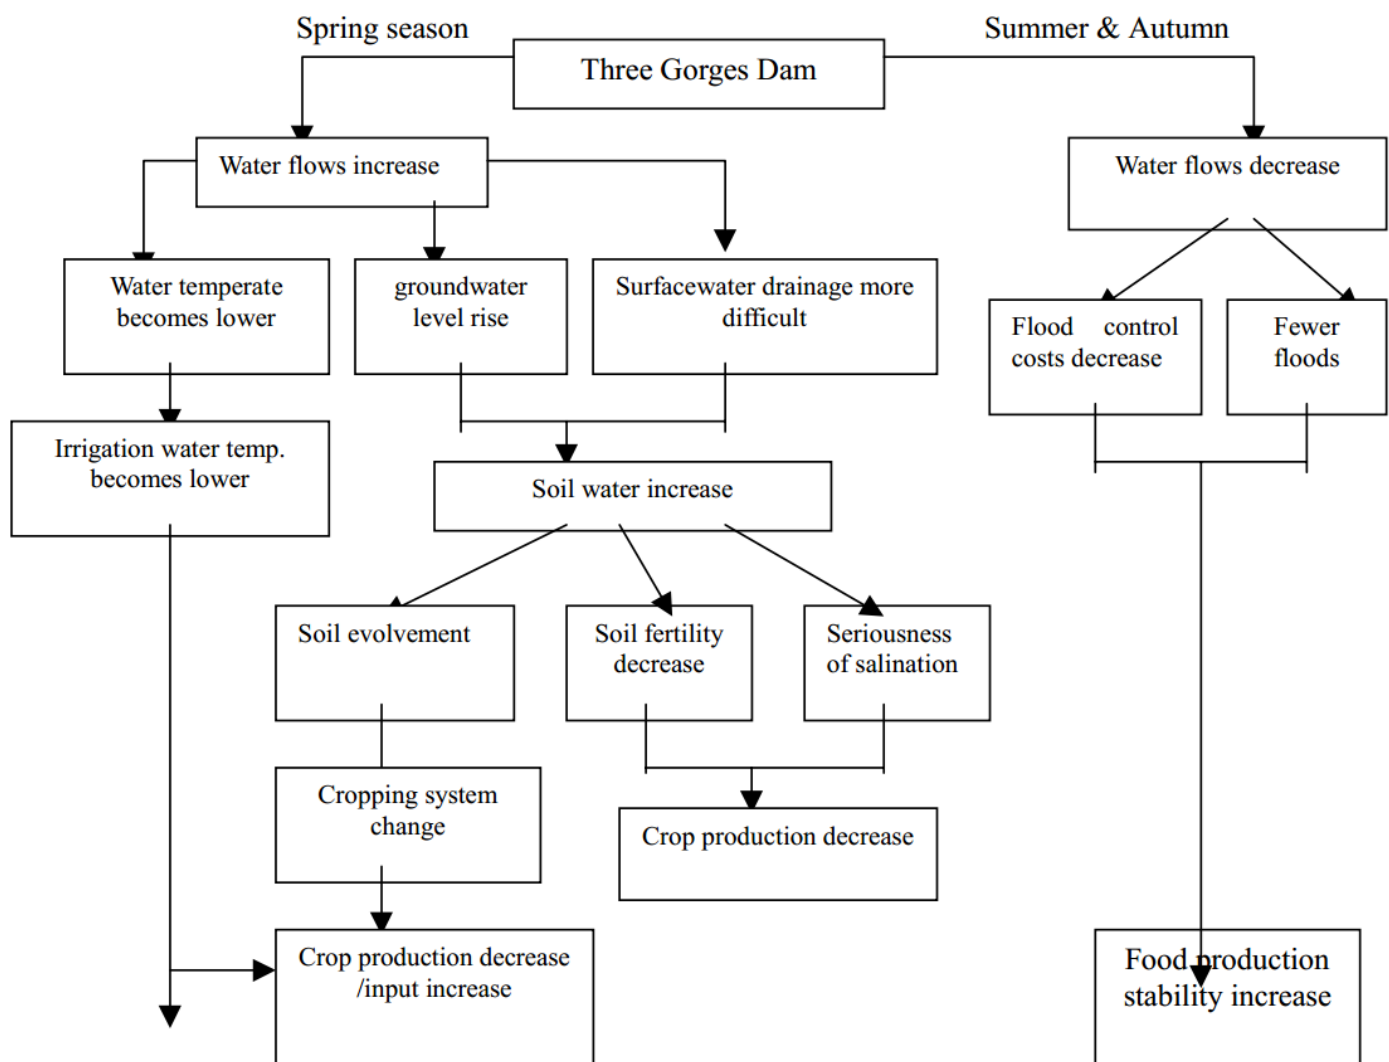 Spring season
Summer & Autumn
Three Gorges Dam
Water flows increase
Water flows decrease
Water temperate
becomes lower
groundwater
level rise
Surfacewater drainage more
difficult
Flood control
costs decrease
Fewer
floods
Irrigation water temp.
becomes lower
Soil water increase
Soil evolvement
Soil fertility
decrease
Seriousness
of salination
Cropping system
change
Crop production decrease
Crop production decrease
/input increase
Food production
stability increase